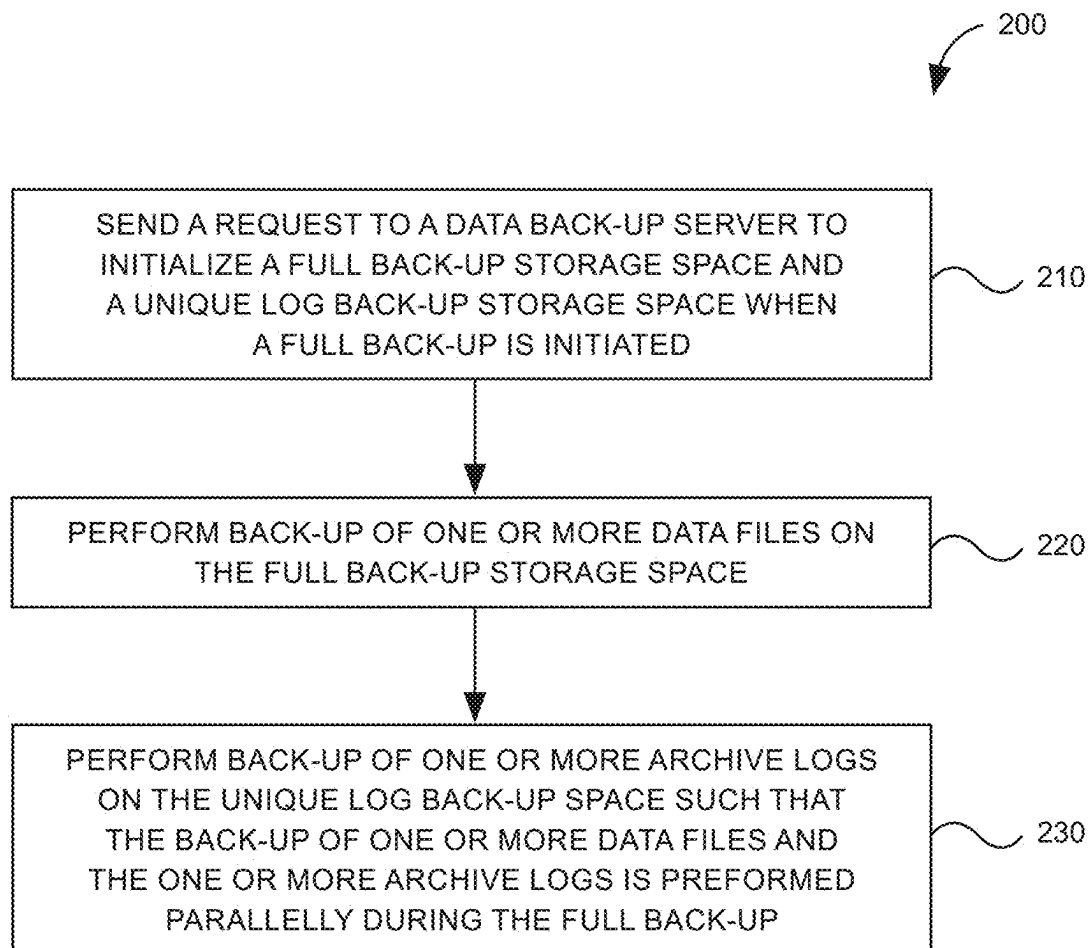 200
SEND A REQUEST TO A DATA BACK-UP SERVER TO
INITIALIZE A FULL BACK-UP STORAGE SPACE AND
A UNIQUE LOG BACK-UP STORAGE SPACE WHEN
A FULL BACK-UP IS INITIATED
210
PERFORM BACK-UP OF ONE OR MORE DATA FILES ON
THE FULL BACK-UP STORAGE SPACE
220
PERFORM BACK-UP OF ONE OR MORE ARCHIVE LOGS
ON THE UNIQUE LOG BACK-UP SPACE SUCH THAT
THE BACK-UP OF ONE OR MORE DATA FILES AND
THE ONE OR MORE ARCHIVE LOGS IS PREFORMED
PARALLELLY DURING THE FULL BACK-UP
230